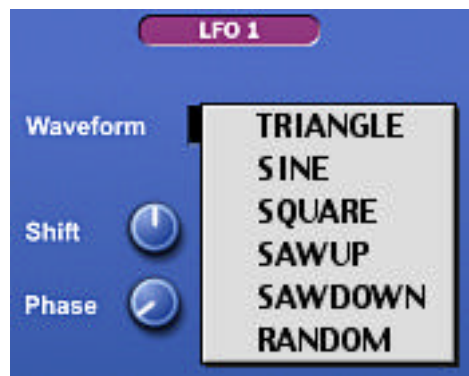 LFO 1
Waveform
TRIANGLE
SINE
SQUARE
SAWUP
SAWDOWN
RANDOM
Shift
Phase